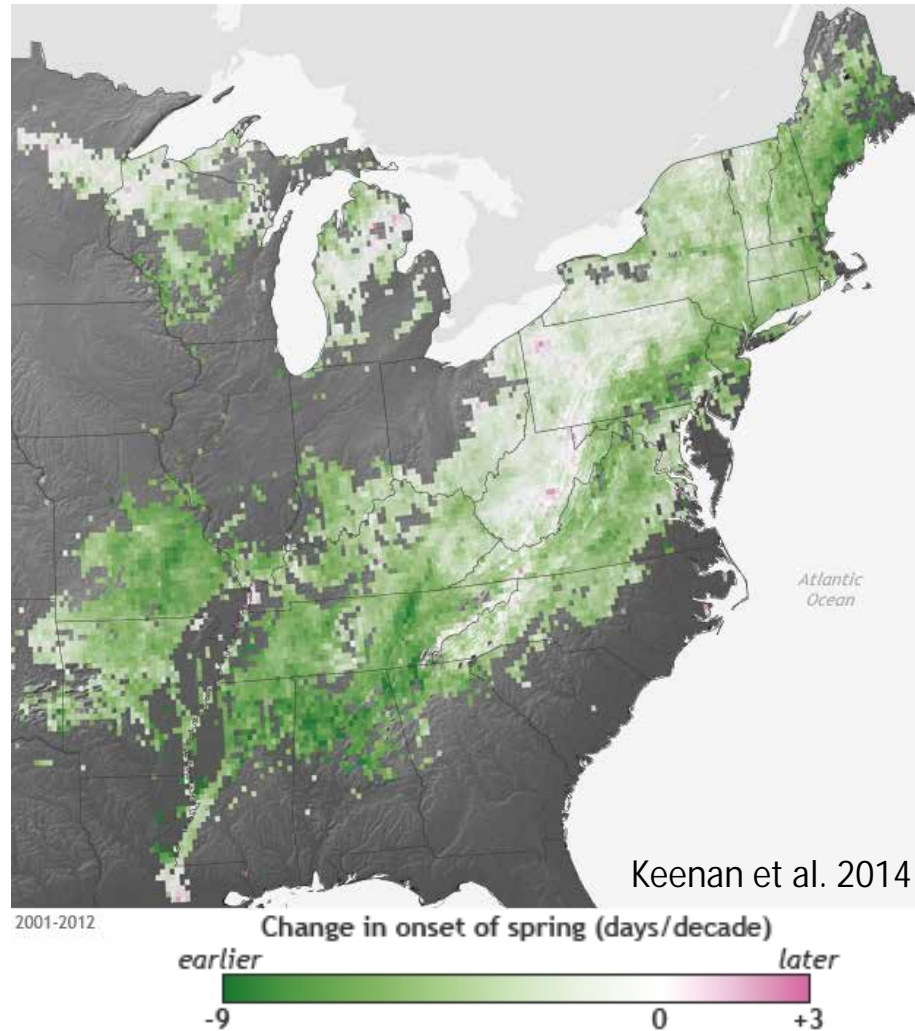 Atlantic
Ocean
Keenan et al. 2014
2001-2012
Change in onset of spring (days/decade)
earlier
later
-9
0
+3